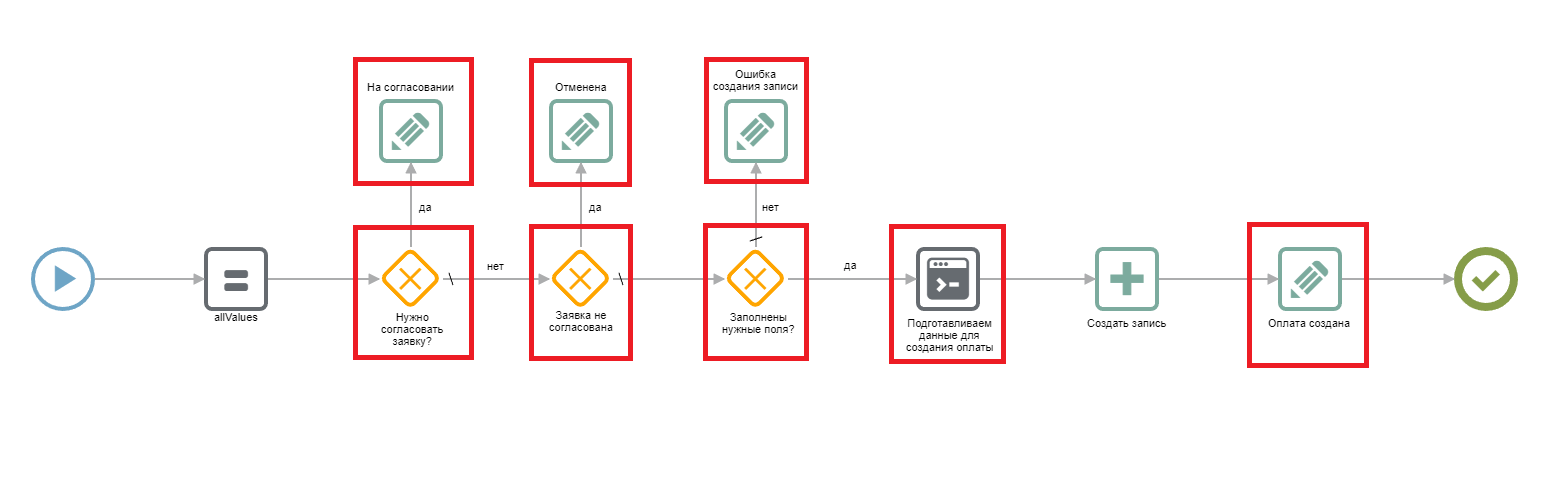 На согласовании
Отменена
Ошибка
создания записи
да
да
нет
нет
да
allValues
Нужно
согласовать
заявку?
Заявка не
согласована
Заполнены
нужные поля?
Подготавливаем
данные для
создания оплаты
Создать запись
Оплата создана